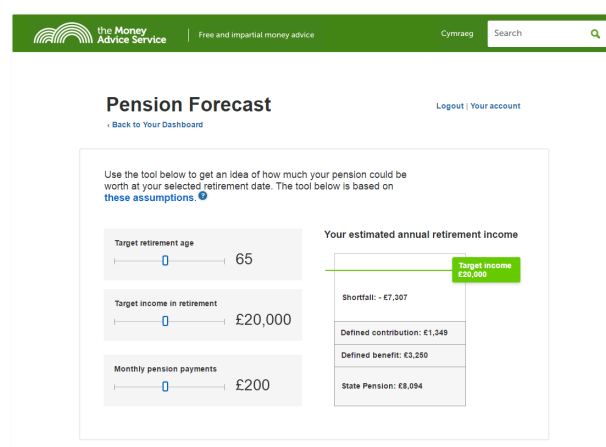 the Money
Advice Service
Free and impartial money advice
Cymraeg
Search
Pension Forecast
Logout | Your account
‹ Back to Your Dashboard
Use the tool below to get an idea of how much your pension could be
worth at your selected retirement date. The tool below is based on
these assumptions. ?
Target retirement age
65
Target income in retirement
£20,000
Monthly pension payments
£200
Your estimated annual retirement income
Target income
£20,000
Shortfall: - £7,307
Defined contribution: £1,349
Defined benefit: £3,250
State Pension: £8,094